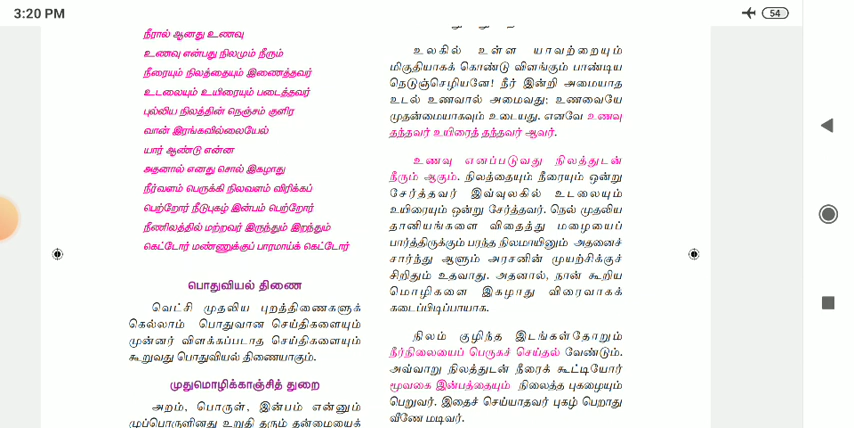 3:20 PM
54
நீரால் ஆனது உணவு
உணவு என்பது நிலமும் நீரும்
நீரையும் நிலத்தையும் இணைத்தவர்
உடலையும் உயிரையும் படைத்தவர்
புல்லிய நிலத்தின் நெஞ்சம் குளிர
வான் இரங்கவில்லையேல்
யார் ஆண்டு என்ன
அதனால் எனது சொல் இகழாது
நீர்வளம் பெருக்கி நிலவளம் விரிக்கப்
பெற்றோர் நீடுபுகழ் இன்பம் பெற்றோர்
நீணிலத்தில் மற்றவர் இருந்தும் இறந்தும்
கெட்டோர் மண்ணுக்குப் பாரமாய்க் கெட்டோர்
பொதுவியல் திணை
வெட்சி முதலிய புறத்திணைகளுக்
கெல்லாம் பொதுவான செய்திகளையும்
முன்னர் விளக்கப்படாத செய்திகளையும்
கூறுவது பொதுவியல் திணையாகும்.
முதுமொழிக்காஞ்சித் துறை
அறம், பொருள், இன்பம் என்னும்
முப்பொருளினது உறுதி தரும் தன்மையைக்
உலகில் உள்ள யாவற்றையும்
மிகுதியாகக் கொண்டு விளங்கும் பாண்டிய
நெடுஞ்செழியனே! நீர் இன்றி அமையாத
உடல் உணவால் அமைவது; உணவையே
முதன்மையாகவும் உடையது. எனவே உணவு
தந்தவர் உயிரைத் தந்தவர் ஆவர்.
உணவு எனப்படுவது நிலத்துடன்
நீரும் ஆகும். நிலத்தையும் நீரையும் ஒன்று
சேர்த்தவர் இவ்வுலகில் உடலையும்
உயிரையும் ஒன்று சேர்த்தவர். நெல் முதலிய
தானியங்களை விதைத்து மழையைப்
பார்த்திருக்கும் பரந்த நிலமாயினும் அதனைச்
சார்ந்து ஆளும் அரசனின் முயற்சிக்குச்
சிறிதும் உதவாது. அதனால், நான் கூறிய
மொழிகளை இகழாது விரைவாகக்
கடைப்பிடிப்பாயாக.
நிலம் குழிந்த இடங்கள்தோறும்
நீர்நிலையைப் பெருகச் செய்தல் வேண்டும்.
அவ்வாறு நிலத்துடன் நீரைக் கூட்டியோர்
மூவகை இன்பத்தையும் நிலைத்த புகழையும்
பெறுவர். இதைச் செய்யாதவர் புகழ் பெறாது
வீணே மடிவர்.